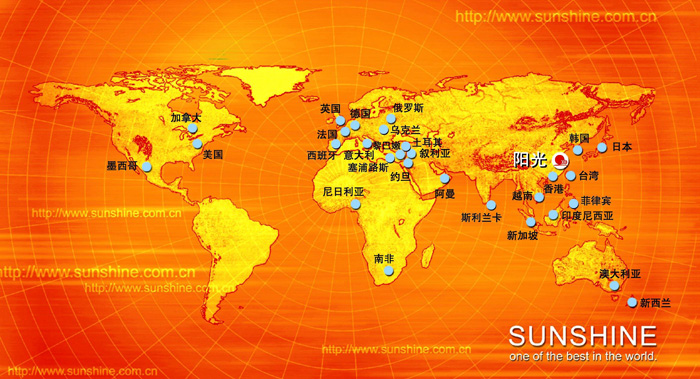 http://www.sunshine.com.cn
英国
德国
俄罗斯
加拿大
法国
乌克兰
美国
西班牙
意大利
黎巴嫩
土耳其
叙利亚
韩国
日本
墨西哥
塞浦路斯
约旦
阳光
阿曼
香港
台湾
尼日利亚
越南
菲律宾
http://www.sunshine.com.cn
斯利兰卡
印度尼西亚
新加坡
南非
http://www.sunshine.com.cn
澳大利亚
http://www.sunshine.com.cn
新西兰
SUNSHINE
one of the best in the world.
http://www.sunshine.com.cn
http://www.sunshine.com.cn